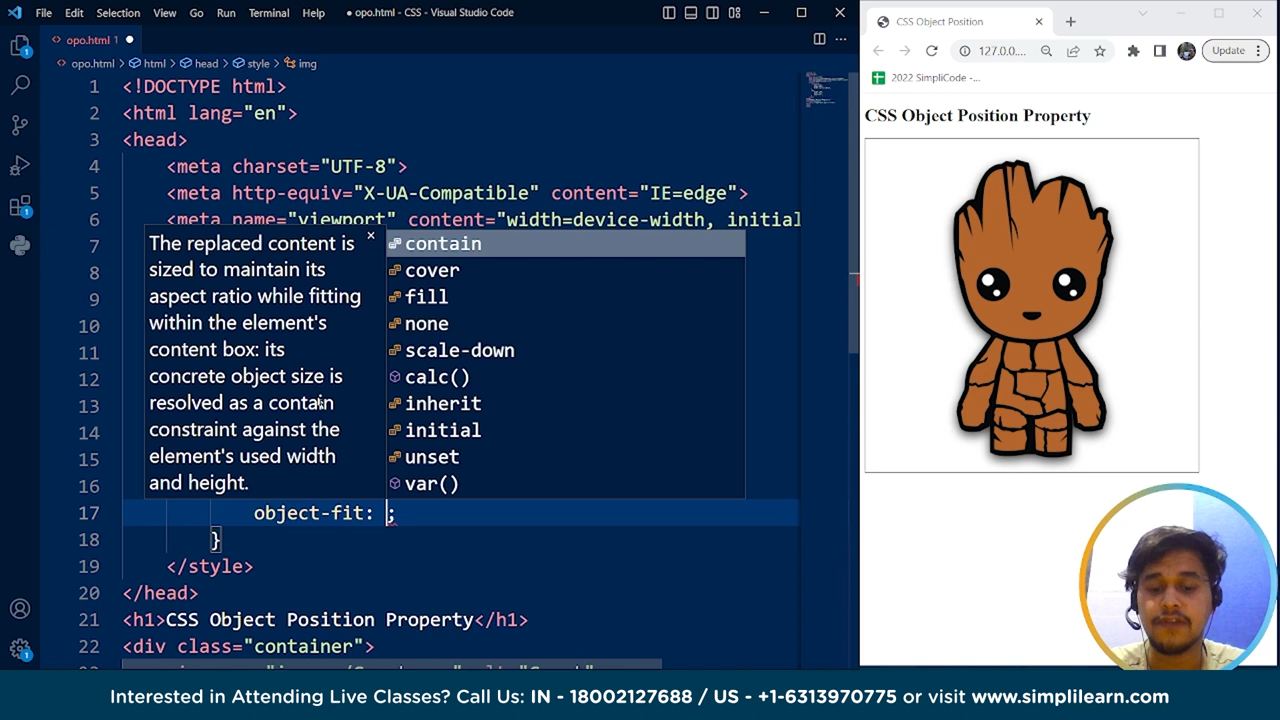 File Edit Selection View Go Run Terminal Help
• opo.html - CSS - Visual Studio Code
opo.html 1
opo.html > html > head > style > img
1 <!DOCTYPE html>
2 <html lang="en">
3 <head>
4 <meta charset="UTF-8">
5 <meta http-equiv="X-UA-Compatible" content="IE=edge">
6 <meta name="viewport" content="width=device-width, initial
7
8
9
10
11
12
13
14
15
16
The replaced content is
sized to maintain its
aspect ratio while fitting
within the element's
content box: its
concrete object size is
resolved as a contain
constraint against the
element's used width
and height.
contain
cover
fill
none
scale-down
calc()
inherit
initial
unset
var()
17 object-fit: ;
18 }
19 </style>
20 </head>
21 <h1>CSS Object Position Property</h1>
22 <div class="container">
CSS Object Position
127.0....
Update
2022 SimpliCode -...
CSS Object Position Property
Interested in Attending Live Classes? Call Us: IN - 18002127688 / US - +1-6313970775 or visit www.simplilearn.com